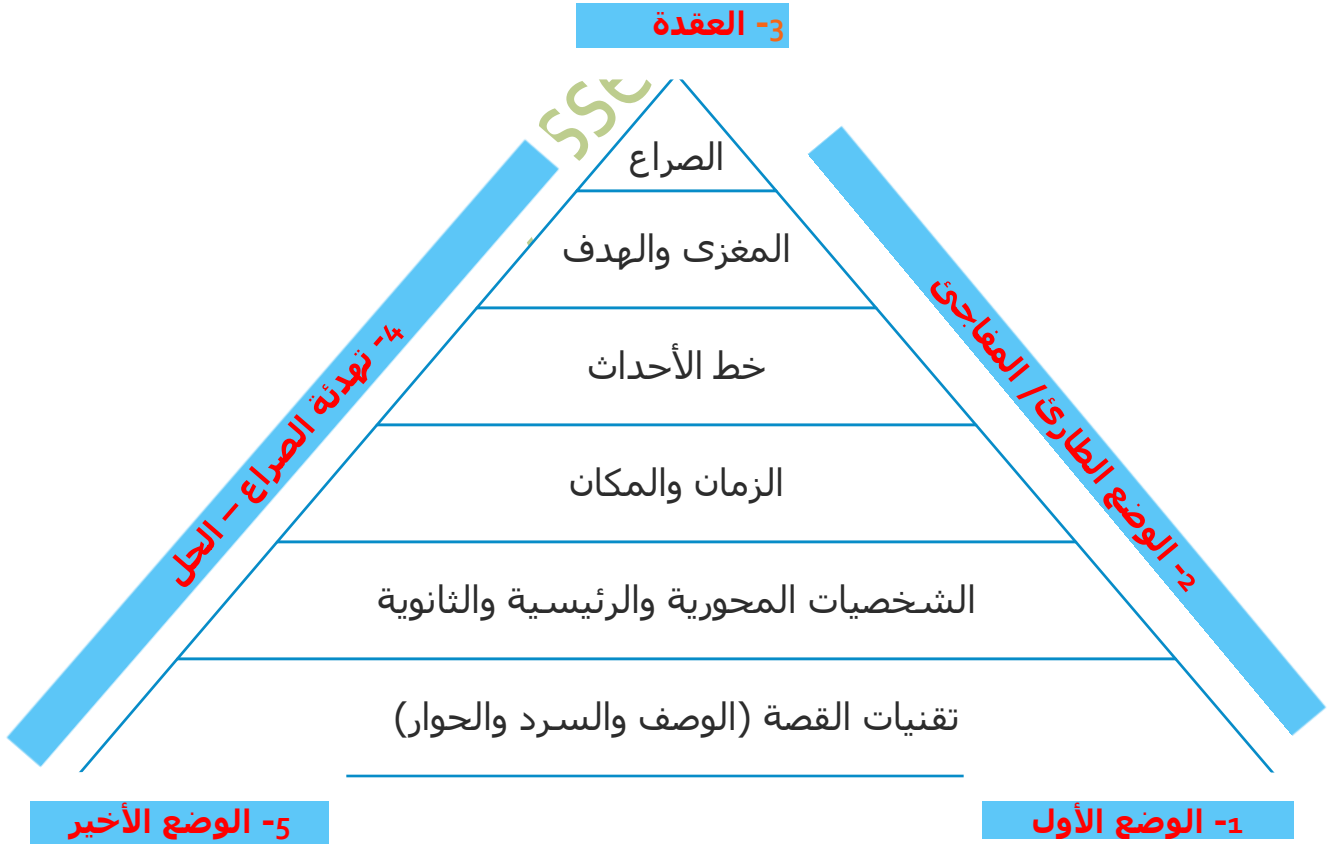 3- العقدة
الصراع
المغزى والهدف
خط الأحداث
الزمان والمكان
الشخصيات المحورية والرئيسية والثانوية
تقنيات القصة (الوصف والسرد والحوار)
1- الوضع الأول
2- الوضع الطارئ/ المفاجئ
4- تهدئة الصراع – الحل
5- الوضع الأخير